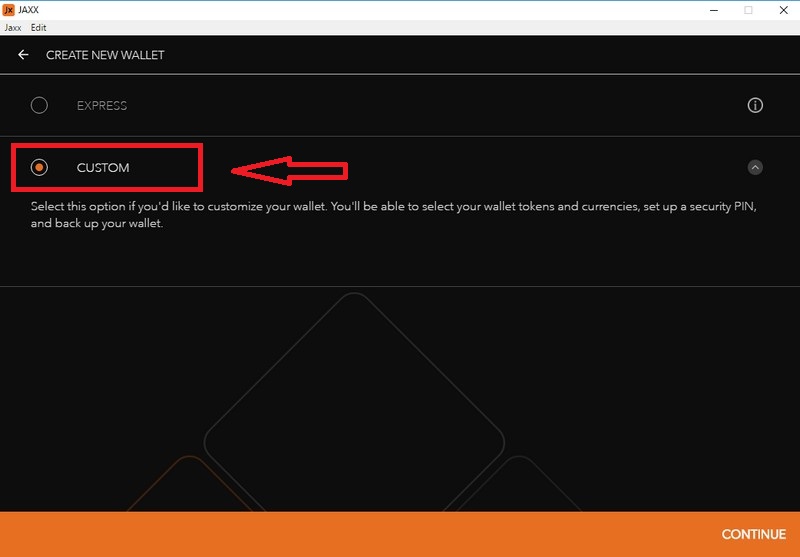 Jx JAXX
Jaxx Edit
CREATE NEW WALLET
EXPRESS
CUSTOM
Select this option if you'd like to customize your wallet. You'll be able to select your wallet tokens and currencies, set up a security PIN,
and back up your wallet.
CONTINUE